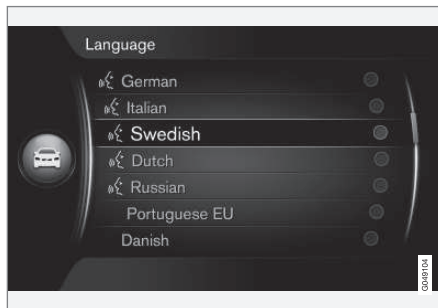 Language
German
Italian
Swedish
Dutch
Russian
Portuguese EU
Danish
G049104